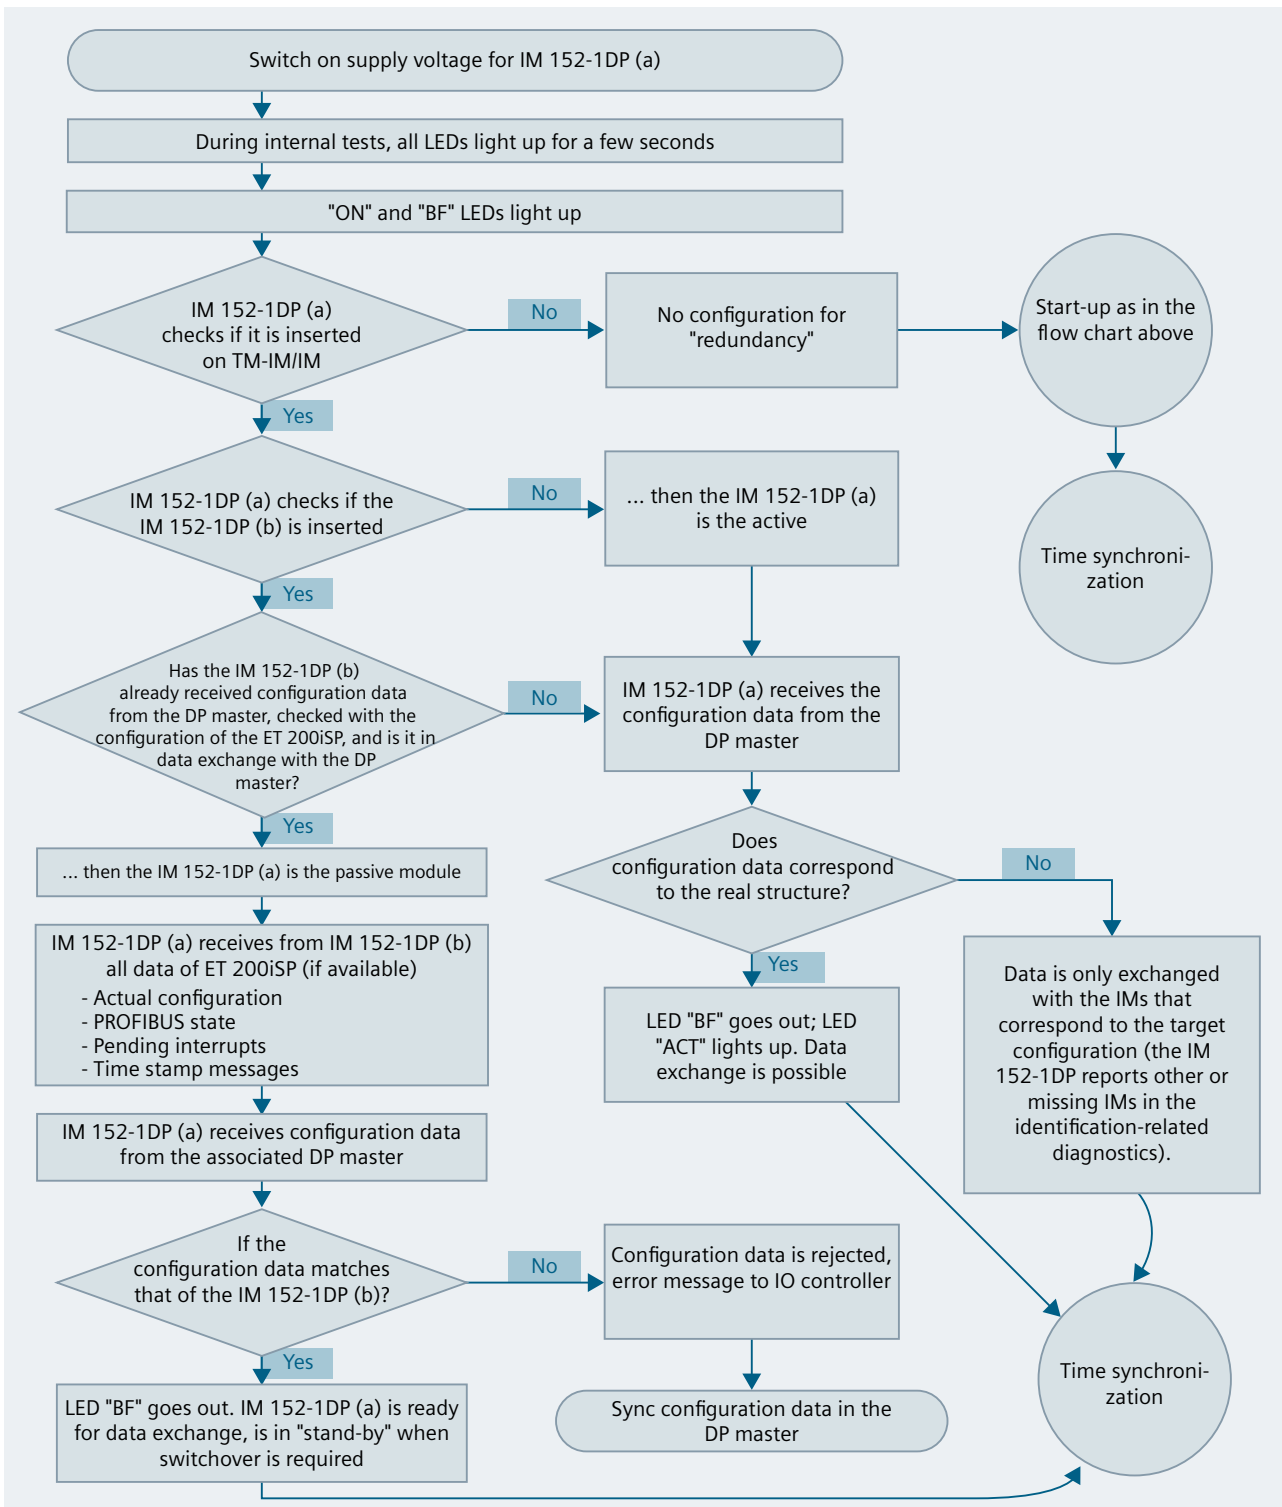 Switch on supply voltage for IM 152-1DP (a)
During internal tests, all LEDs light up for a few seconds
"ON" and "BF" LEDs light up
IM 152-1DP (a)
checks if it is inserted
on TM-IM/IM
No
No configuration for
"redundancy"
Start-up as in the
flow chart above
Time synchroni-
zation
Yes
IM 152-1DP (a) checks if the
IM 152-1DP (b) is inserted
No
... then the IM 152-1DP (a)
is the active
Yes
Has the IM 152-1DP (b)
already received configuration data
from the DP master, checked with the
configuration of the ET 200iSP, and is it in
data exchange with the DP
master?
No
IM 152-1DP (a) receives the
configuration data from the
DP master
Yes
... then the IM 152-1DP (a) is the passive module
IM 152-1DP (a) receives from IM 152-1DP (b)
all data of ET 200iSP (if available)
- Actual configuration
- PROFIBUS state
- Pending interrupts
- Time stamp messages
IM 152-1DP (a) receives configuration data
from the associated DP master
Does
configuration data correspond
to the real structure?
No
Data is only exchanged
with the IMs that
correspond to the target
configuration (the IM
152-1DP reports other or
missing IMs in the
identification-related
diagnostics).
Yes
LED "BF" goes out; LED
"ACT" lights up. Data
exchange is possible
If the
configuration data matches
that of the IM 152-1DP (b)?
No
Configuration data is rejected,
error message to IO controller
Sync configuration data in the
DP master
Yes
LED "BF" goes out. IM 152-1DP (a) is ready
for data exchange, is in "stand-by" when
switchover is required
Time synchroni-
zation